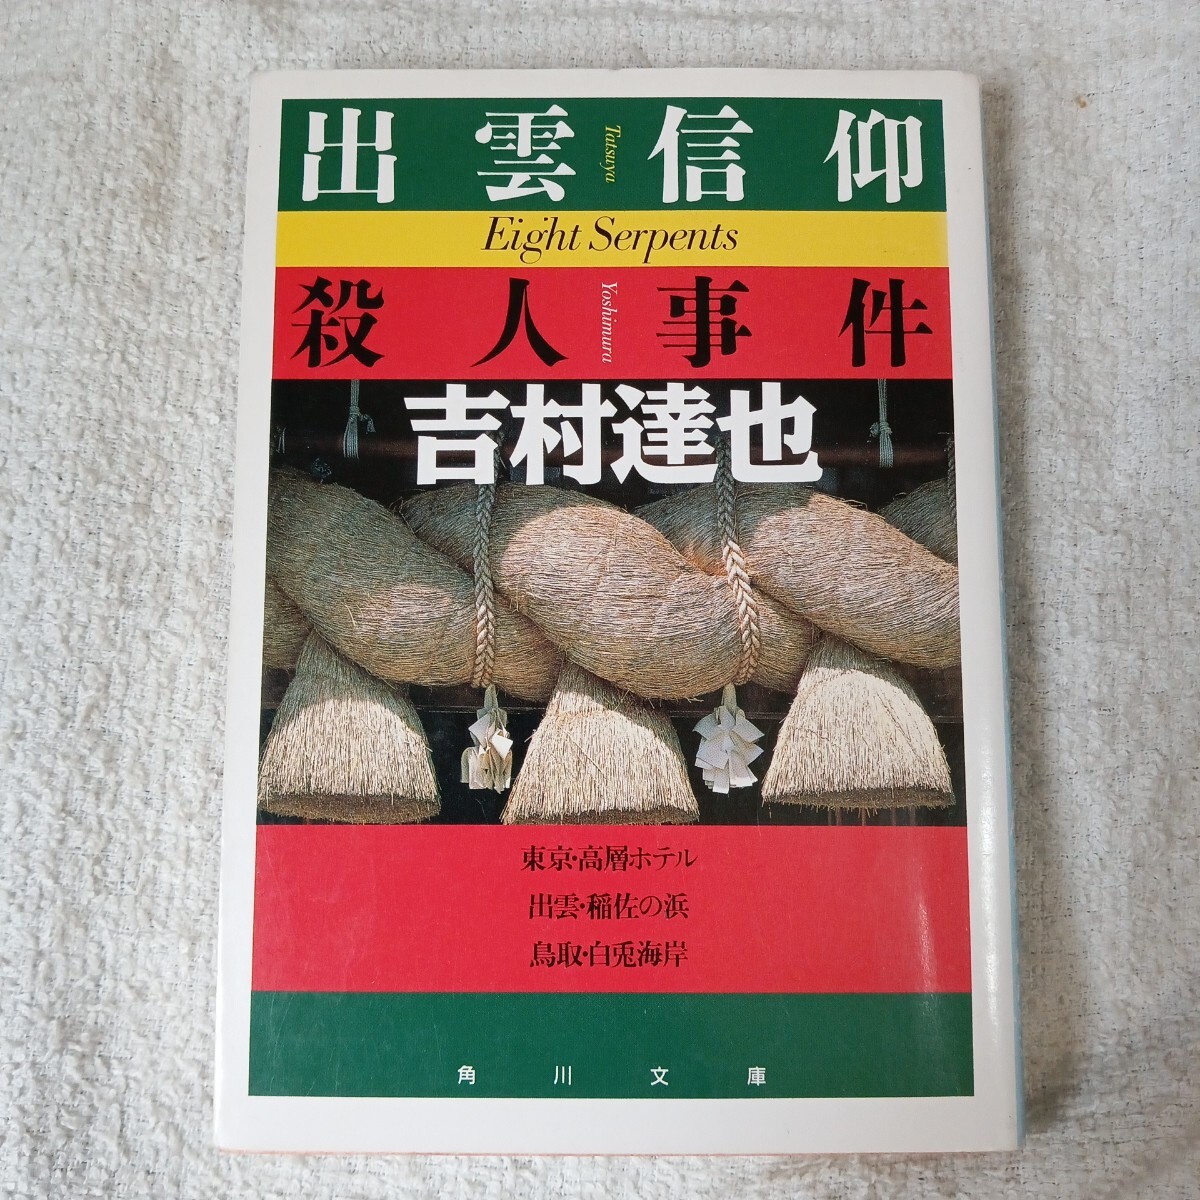 出雲信仰
Tatsuya
Eight Serpents
殺人事件
Yoshimura
吉村達也
東京・高層ホテル
出雲・稲佐の浜
鳥取・白兎海岸
角川文庫